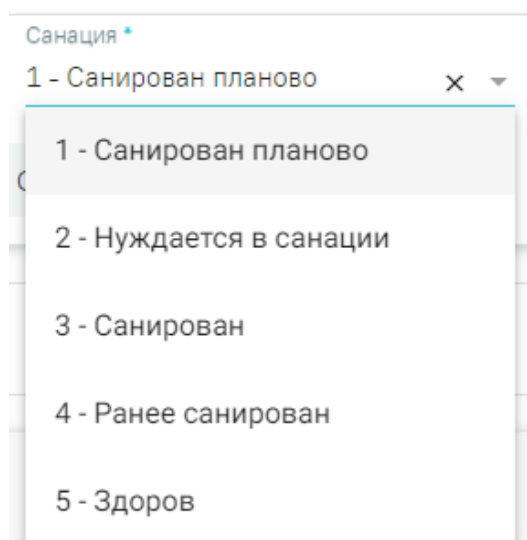 Санация *
1 - Санирован планово
1 - Санирован планово
2 - Нуждается в санации
3 - Санирован
4 - Ранее санирован
5 - Здоров